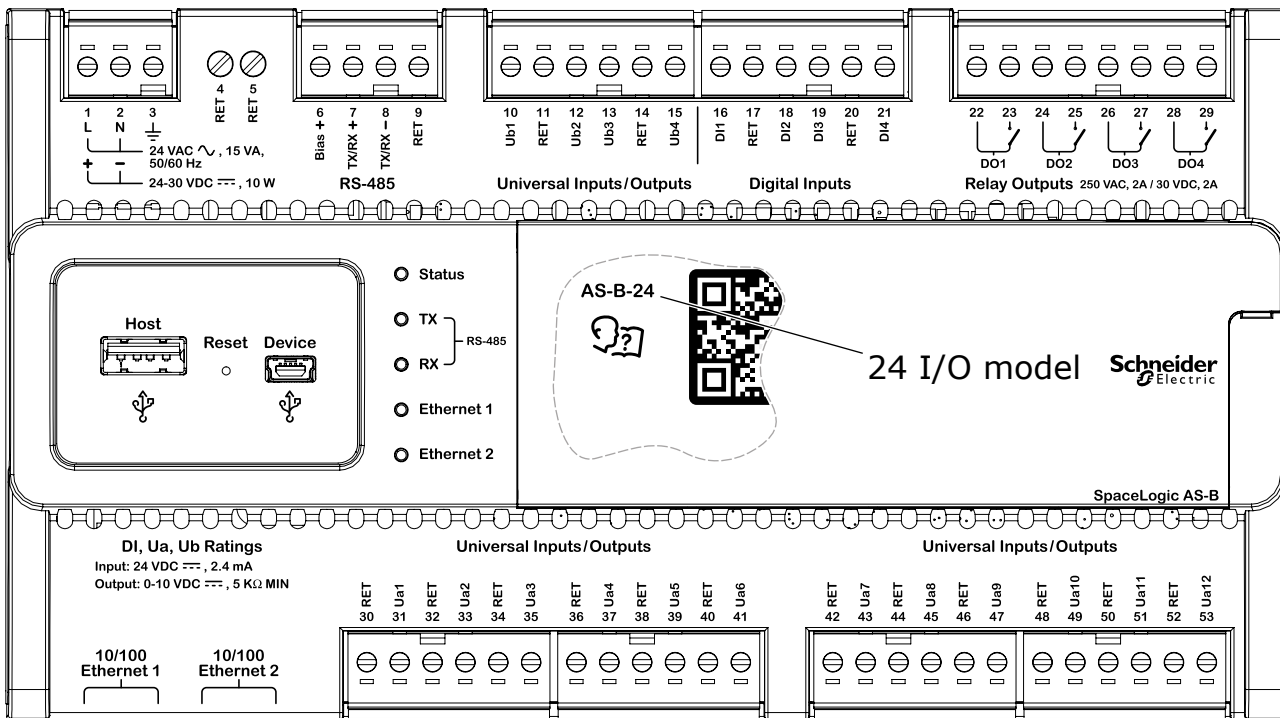 1 2 3 4 5 6 7 8 9 10 11 12 13 14 15 16 17 18 19 20 21 22 23 24 25 26 27 28 29
L N RET RET Bias + TX/RX + TX/RX − RET Ub1 RET Ub2 Ub3 RET Ub4 DI1 RET DI2 DI3 RET DI4
+ − 24 VAC ∿, 15 VA,
50/60 Hz
24-30 VDC ⎓, 10 W
DO1 DO2 DO3 DO4
RS-485
Universal Inputs/Outputs
Digital Inputs
Relay Outputs 250 VAC, 2A / 30 VDC, 2A
Host
Reset
Device
Status
TX
RX
RS-485
Ethernet 1
Ethernet 2
AS-B-24
?
24 I/O model
Schneider
Electric
SpaceLogic AS-B
DI, Ua, Ub Ratings
Input: 24 VDC ⎓, 2.4 mA
Output: 0-10 VDC ⎓, 5 KΩ MIN
Universal Inputs/Outputs
Universal Inputs/Outputs
RET Ua1 RET Ua2 RET Ua3 RET Ua4 RET Ua5 RET Ua6 RET Ua7 RET Ua8 RET Ua9 RET Ua10 RET Ua11 RET Ua12
30 31 32 33 34 35 36 37 38 39 40 41 42 43 44 45 46 47 48 49 50 51 52 53
10/100
Ethernet 1
10/100
Ethernet 2